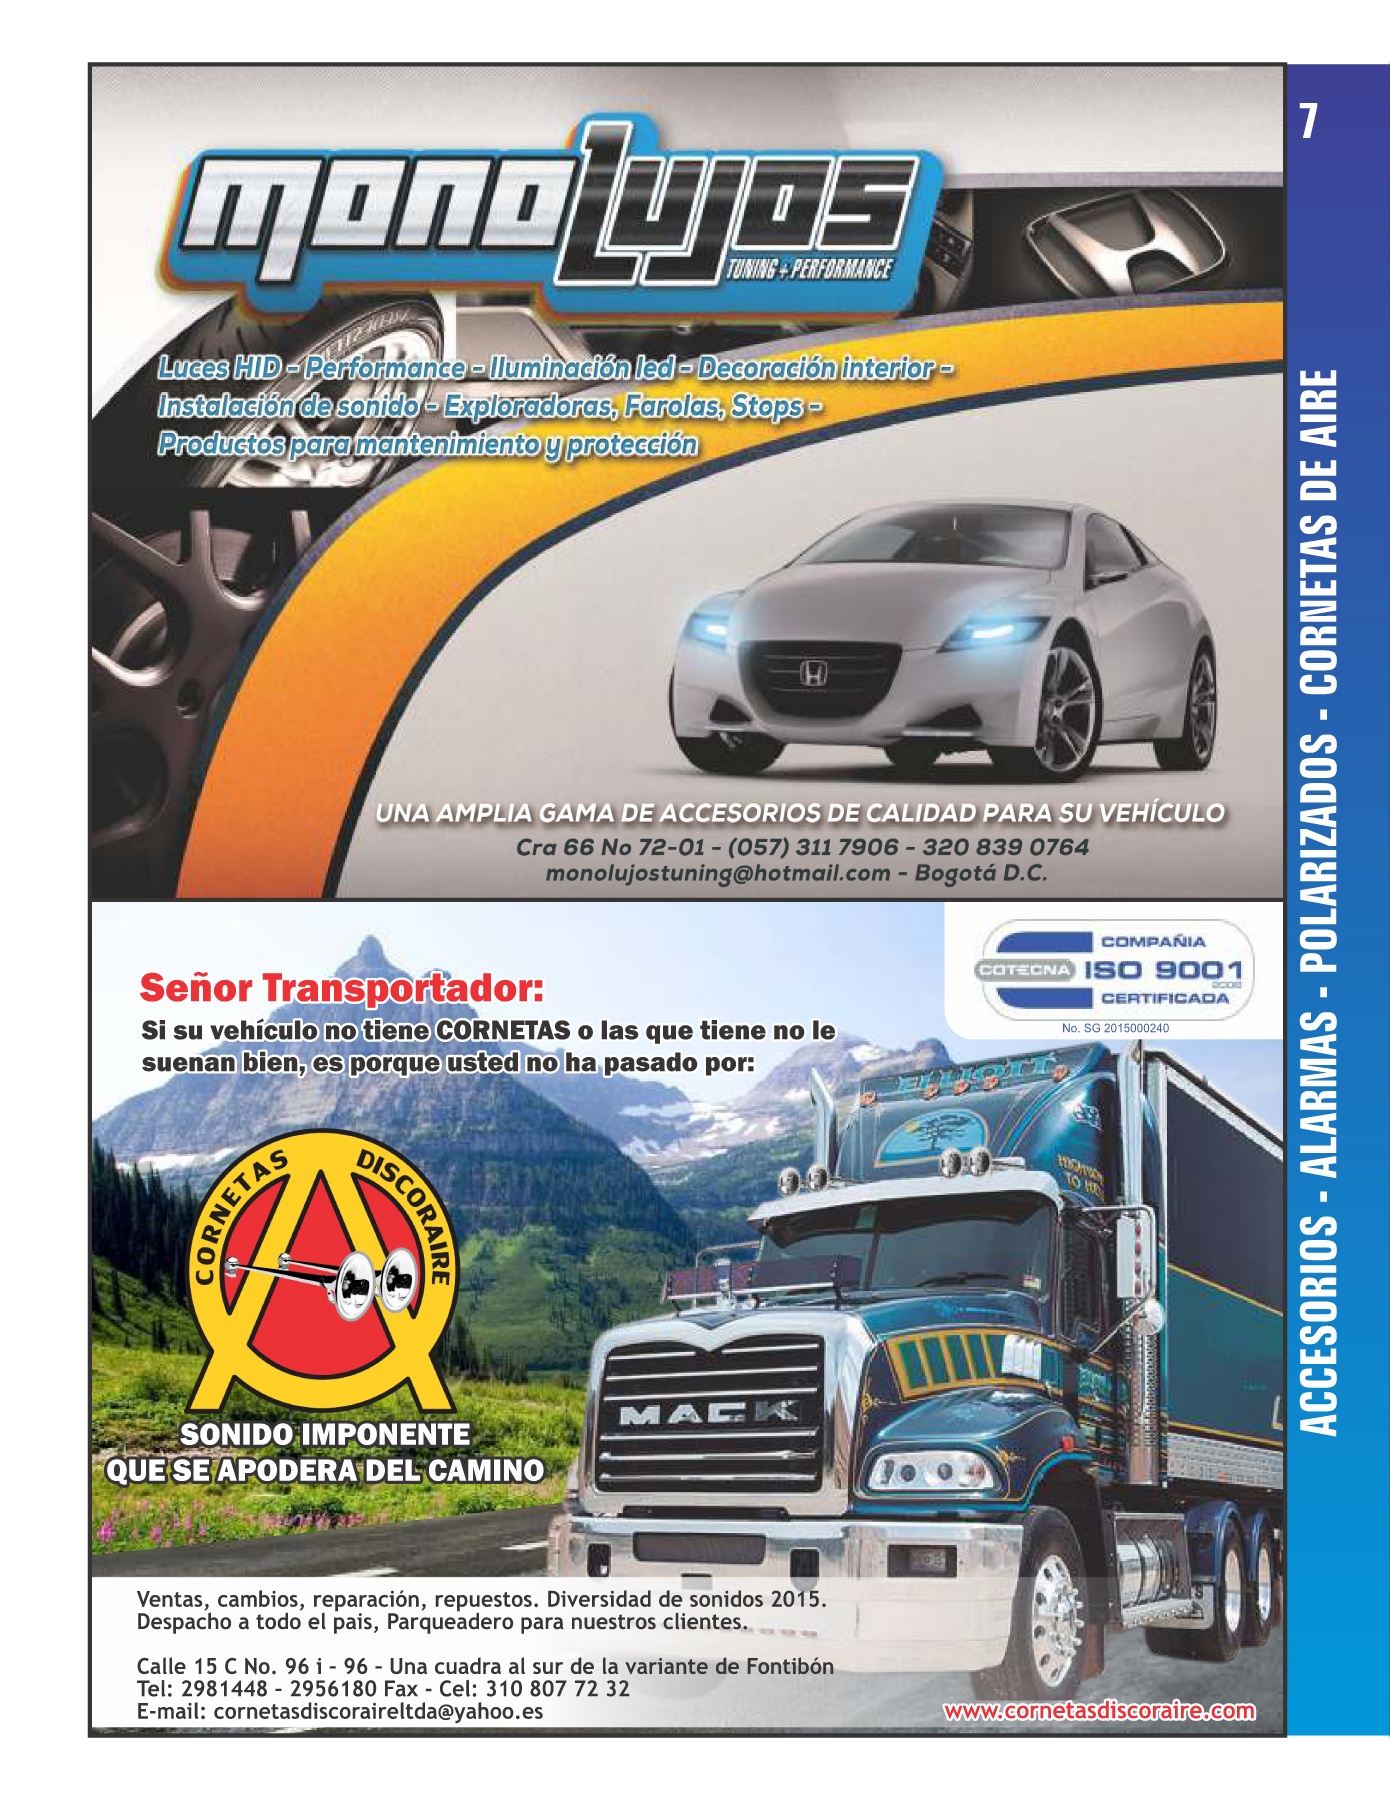 7
ACCESORIOS - ALARMAS - POLARIZADOS - CORNETAS DE AIRE
monoLujos
TUNING + PERFORMANCE
Luces HID - Performance - Iluminación led - Decoración interior -
Instalación de sonido - Exploradoras, Farolas, Stops -
Productos para mantenimiento y protección
UNA AMPLIA GAMA DE ACCESORIOS DE CALIDAD PARA SU VEHÍCULO
Cra 66 No 72-01 - (057) 311 7906 - 320 839 0764
monolujostuning@hotmail.com - Bogotá D.C.
COMPAÑIA
COTECNA ISO 9001
2008
CERTIFICADA
No. SG 2015000240
Señor Transportador:
Si su vehículo no tiene CORNETAS o las que tiene no le
suenan bien, es porque usted no ha pasado por:
ELLIOTT
CORNETAS DISCORAIRE
MACK
SONIDO IMPONENTE
QUE SE APODERA DEL CAMINO
Ventas, cambios, reparación, repuestos. Diversidad de sonidos 2015.
Despacho a todo el pais, Parqueadero para nuestros clientes.
Calle 15 C No. 96 i - 96 - Una cuadra al sur de la variante de Fontibón
Tel: 2981448 - 2956180 Fax - Cel: 310 807 72 32
E-mail: cornetasdiscoraireltda@yahoo.es
www.cornetasdiscoraire.com